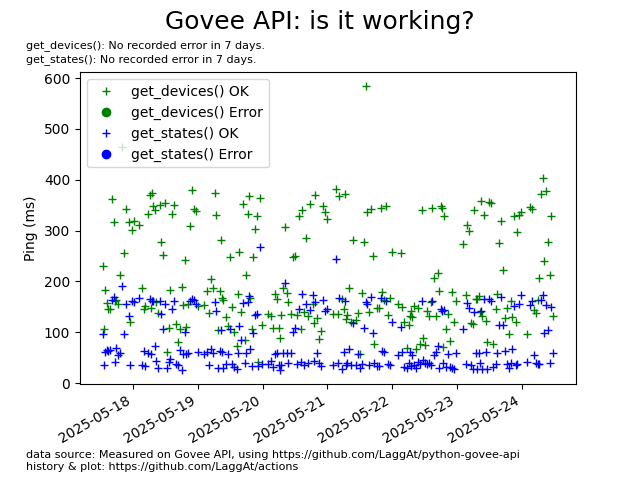 Govee API: is it working?
get_devices(): No recorded error in 7 days.
get_states(): No recorded error in 7 days.
get_devices() OK
get_devices() Error
get_states() OK
get_states() Error
Ping (ms)
600
500
400
300
200
100
0
2025-05-18
2025-05-19
2025-05-20
2025-05-21
2025-05-22
2025-05-23
2025-05-24
data source: Measured on Govee API, using https://github.com/LaggAt/python-govee-api
history & plot: https://github.com/LaggAt/actions